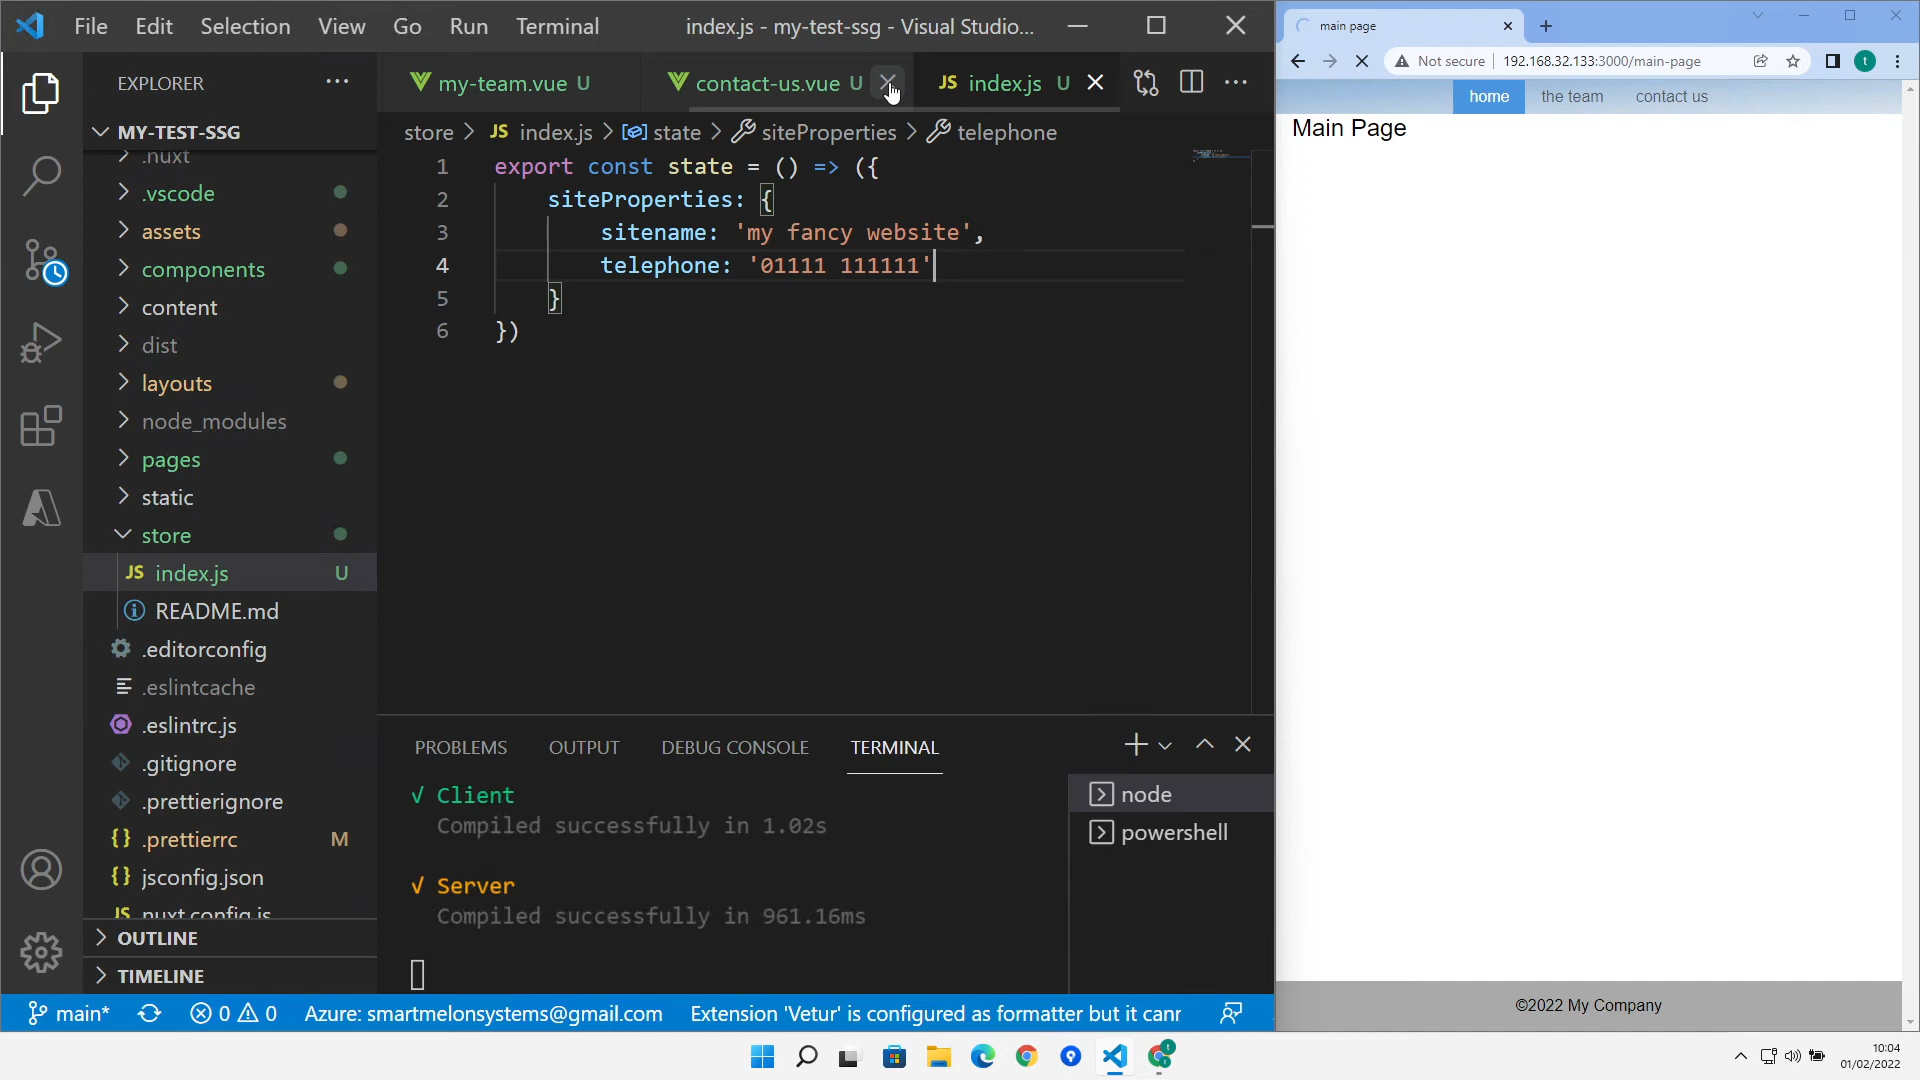 File Edit Selection View Go Run Terminal index.js - my-test-ssg - Visual Studio...
EXPLORER
MY-TEST-SSG
.nuxt
.vscode
assets
components
content
dist
layouts
node_modules
pages
static
store
JS index.js U
README.md
.editorconfig
.eslintcache
.eslintrc.js
.gitignore
.prettierignore
{} .prettierrc M
{} jsconfig.json
JS nuxt.config.js
OUTLINE
TIMELINE
my-team.vue U contact-us.vue U JS index.js U
store > JS index.js > state > siteProperties > telephone
1 export const state = () => ({
2 siteProperties: {
3 sitename: 'my fancy website',
4 telephone: '01111 111111'
5 }
6 })
PROBLEMS OUTPUT DEBUG CONSOLE TERMINAL
√ Client
Compiled successfully in 1.02s
√ Server
Compiled successfully in 961.16ms
node
powershell
main* 0 0 Azure: smartmelonsystems@gmail.com Extension 'Vetur' is configured as formatter but it canr
main page
Not secure 192.168.32.133:3000/main-page t
home the team contact us
Main Page
©2022 My Company
t
10:04
01/02/2022